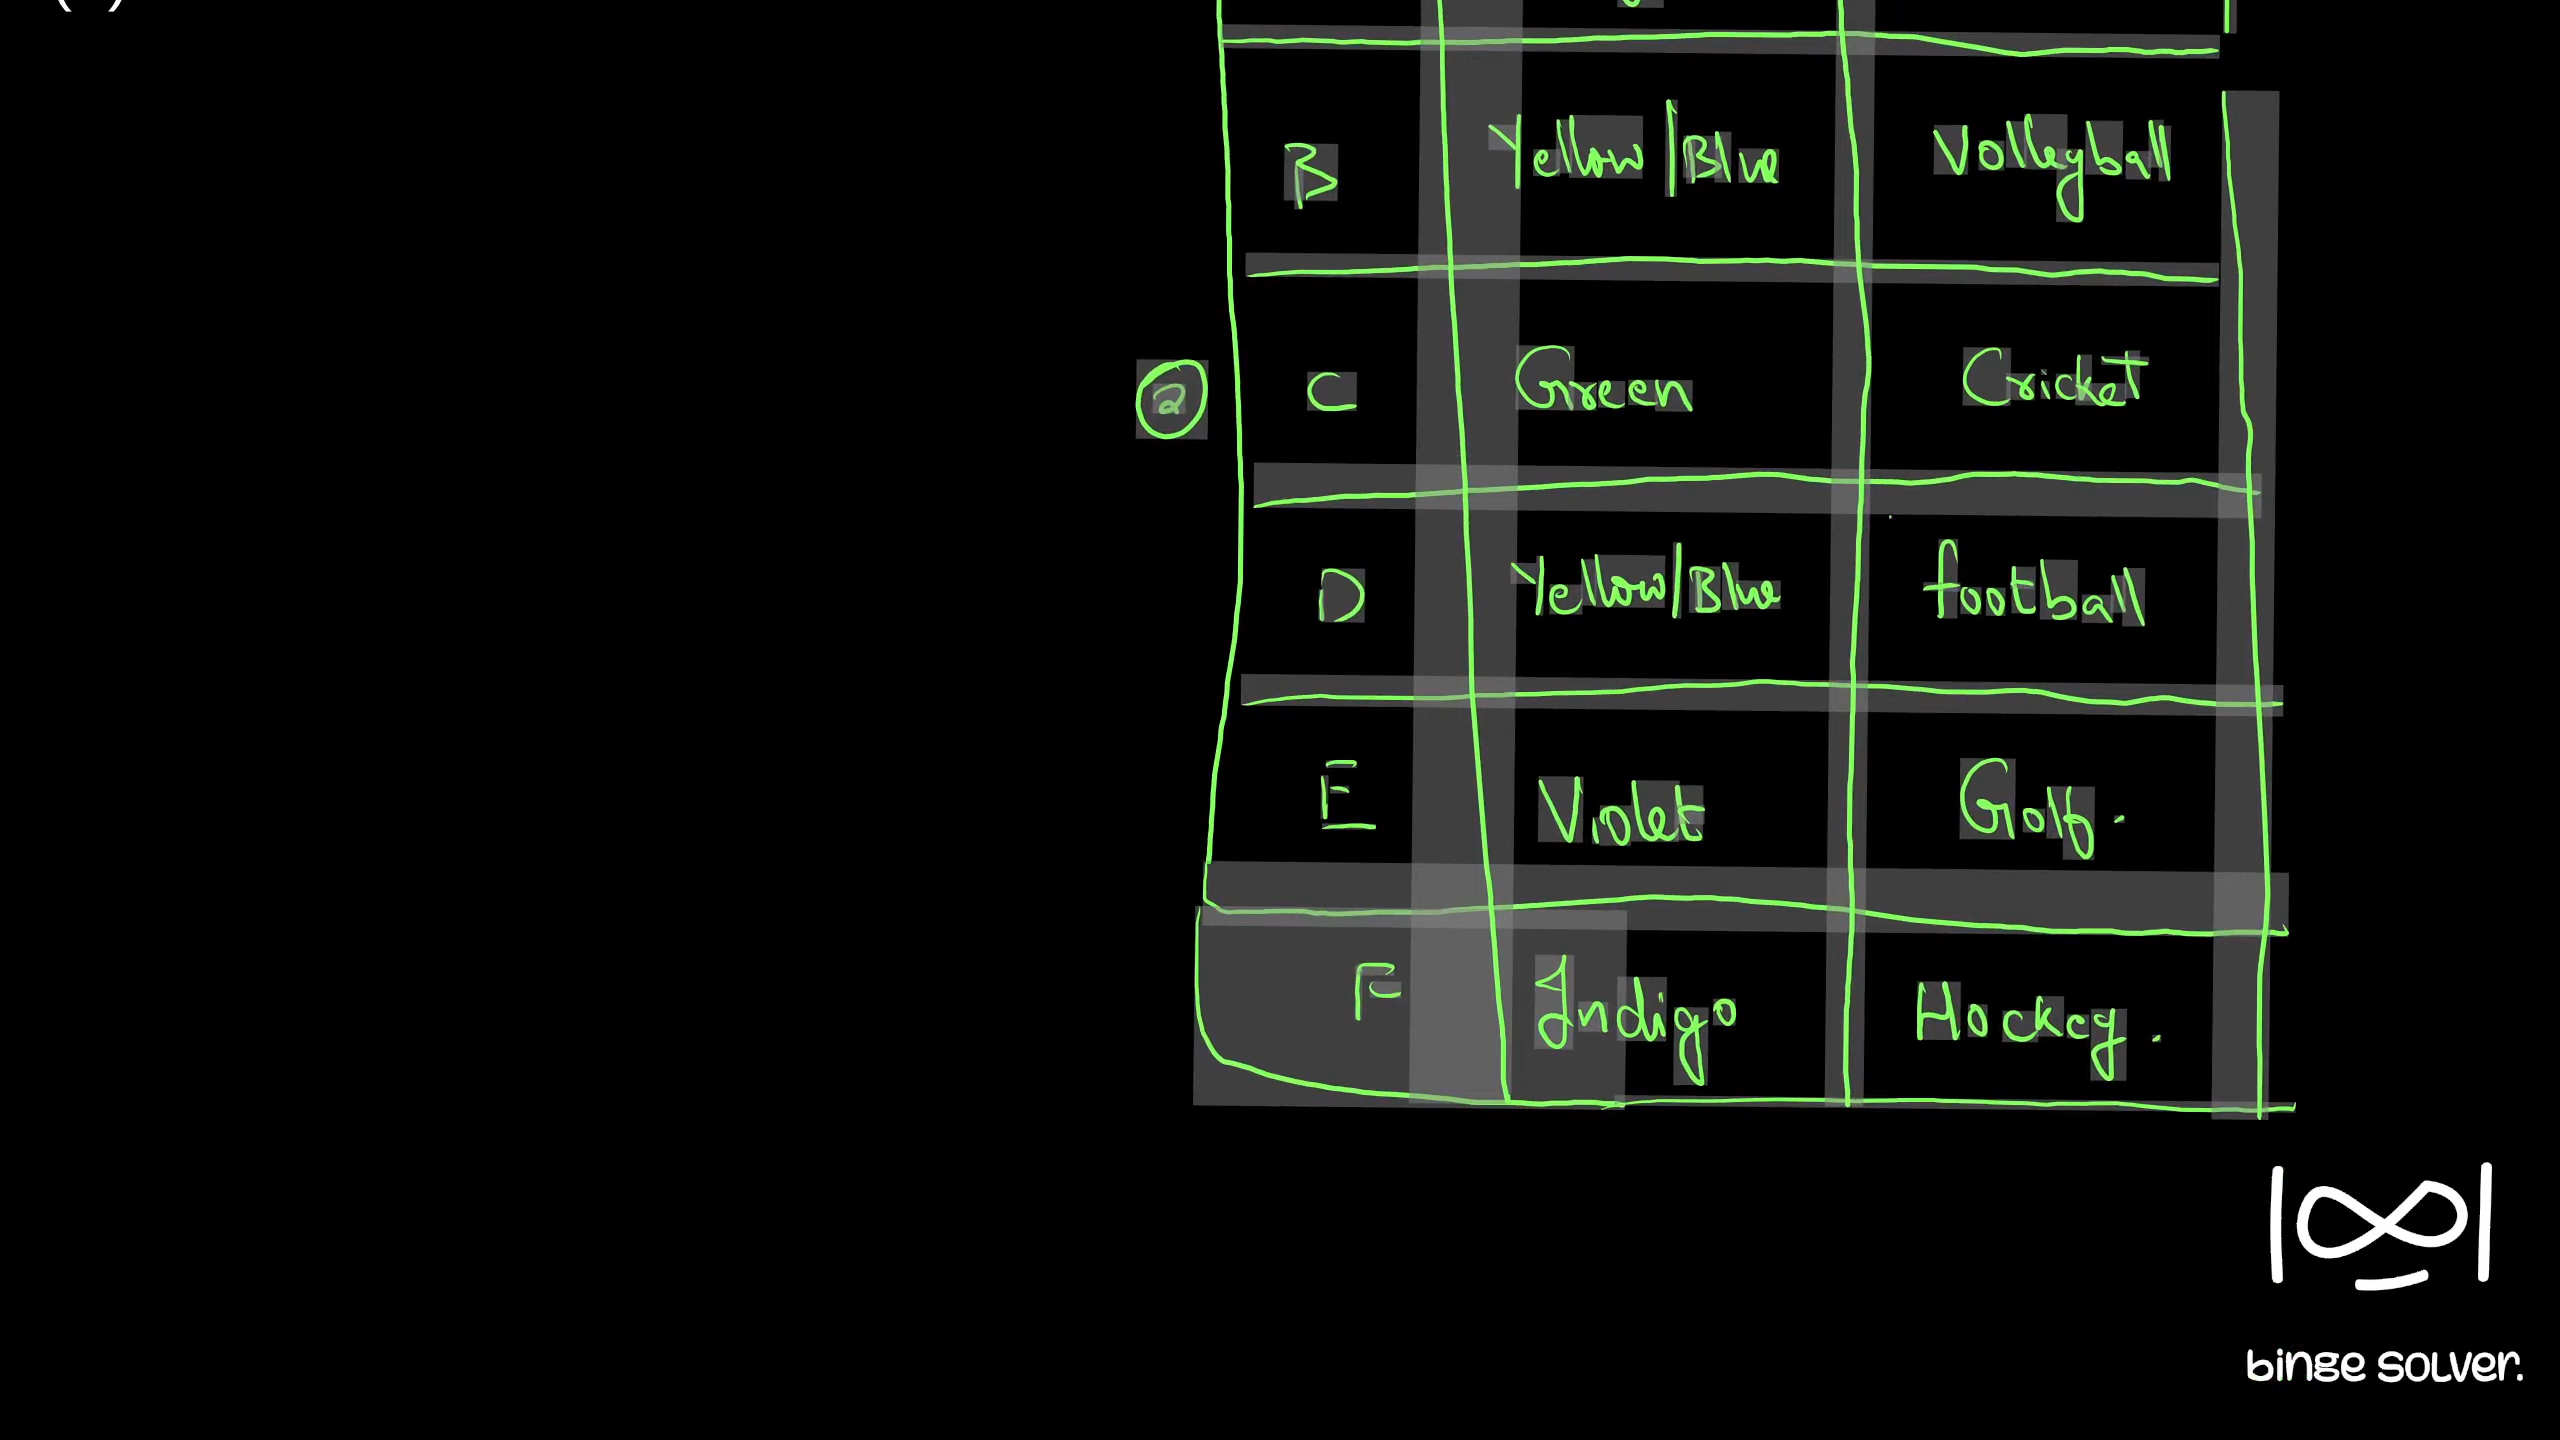 B Yellow|Blue Volleyball
② C Green Cricket
D Yellow|Blue football
E Violet Golf.
F Indigo Hockey.
binge solver.